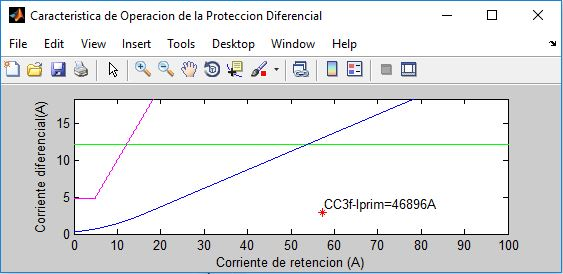 Caracteristica de Operacion de la Proteccion Diferencial
File Edit View Insert Tools Desktop Window Help
Corriente diferencial(A)
15
10
5
0
CC3f-Iprim=46896A
0 10 20 30 40 50 60 70 80 90 100
Corriente de retencion (A)